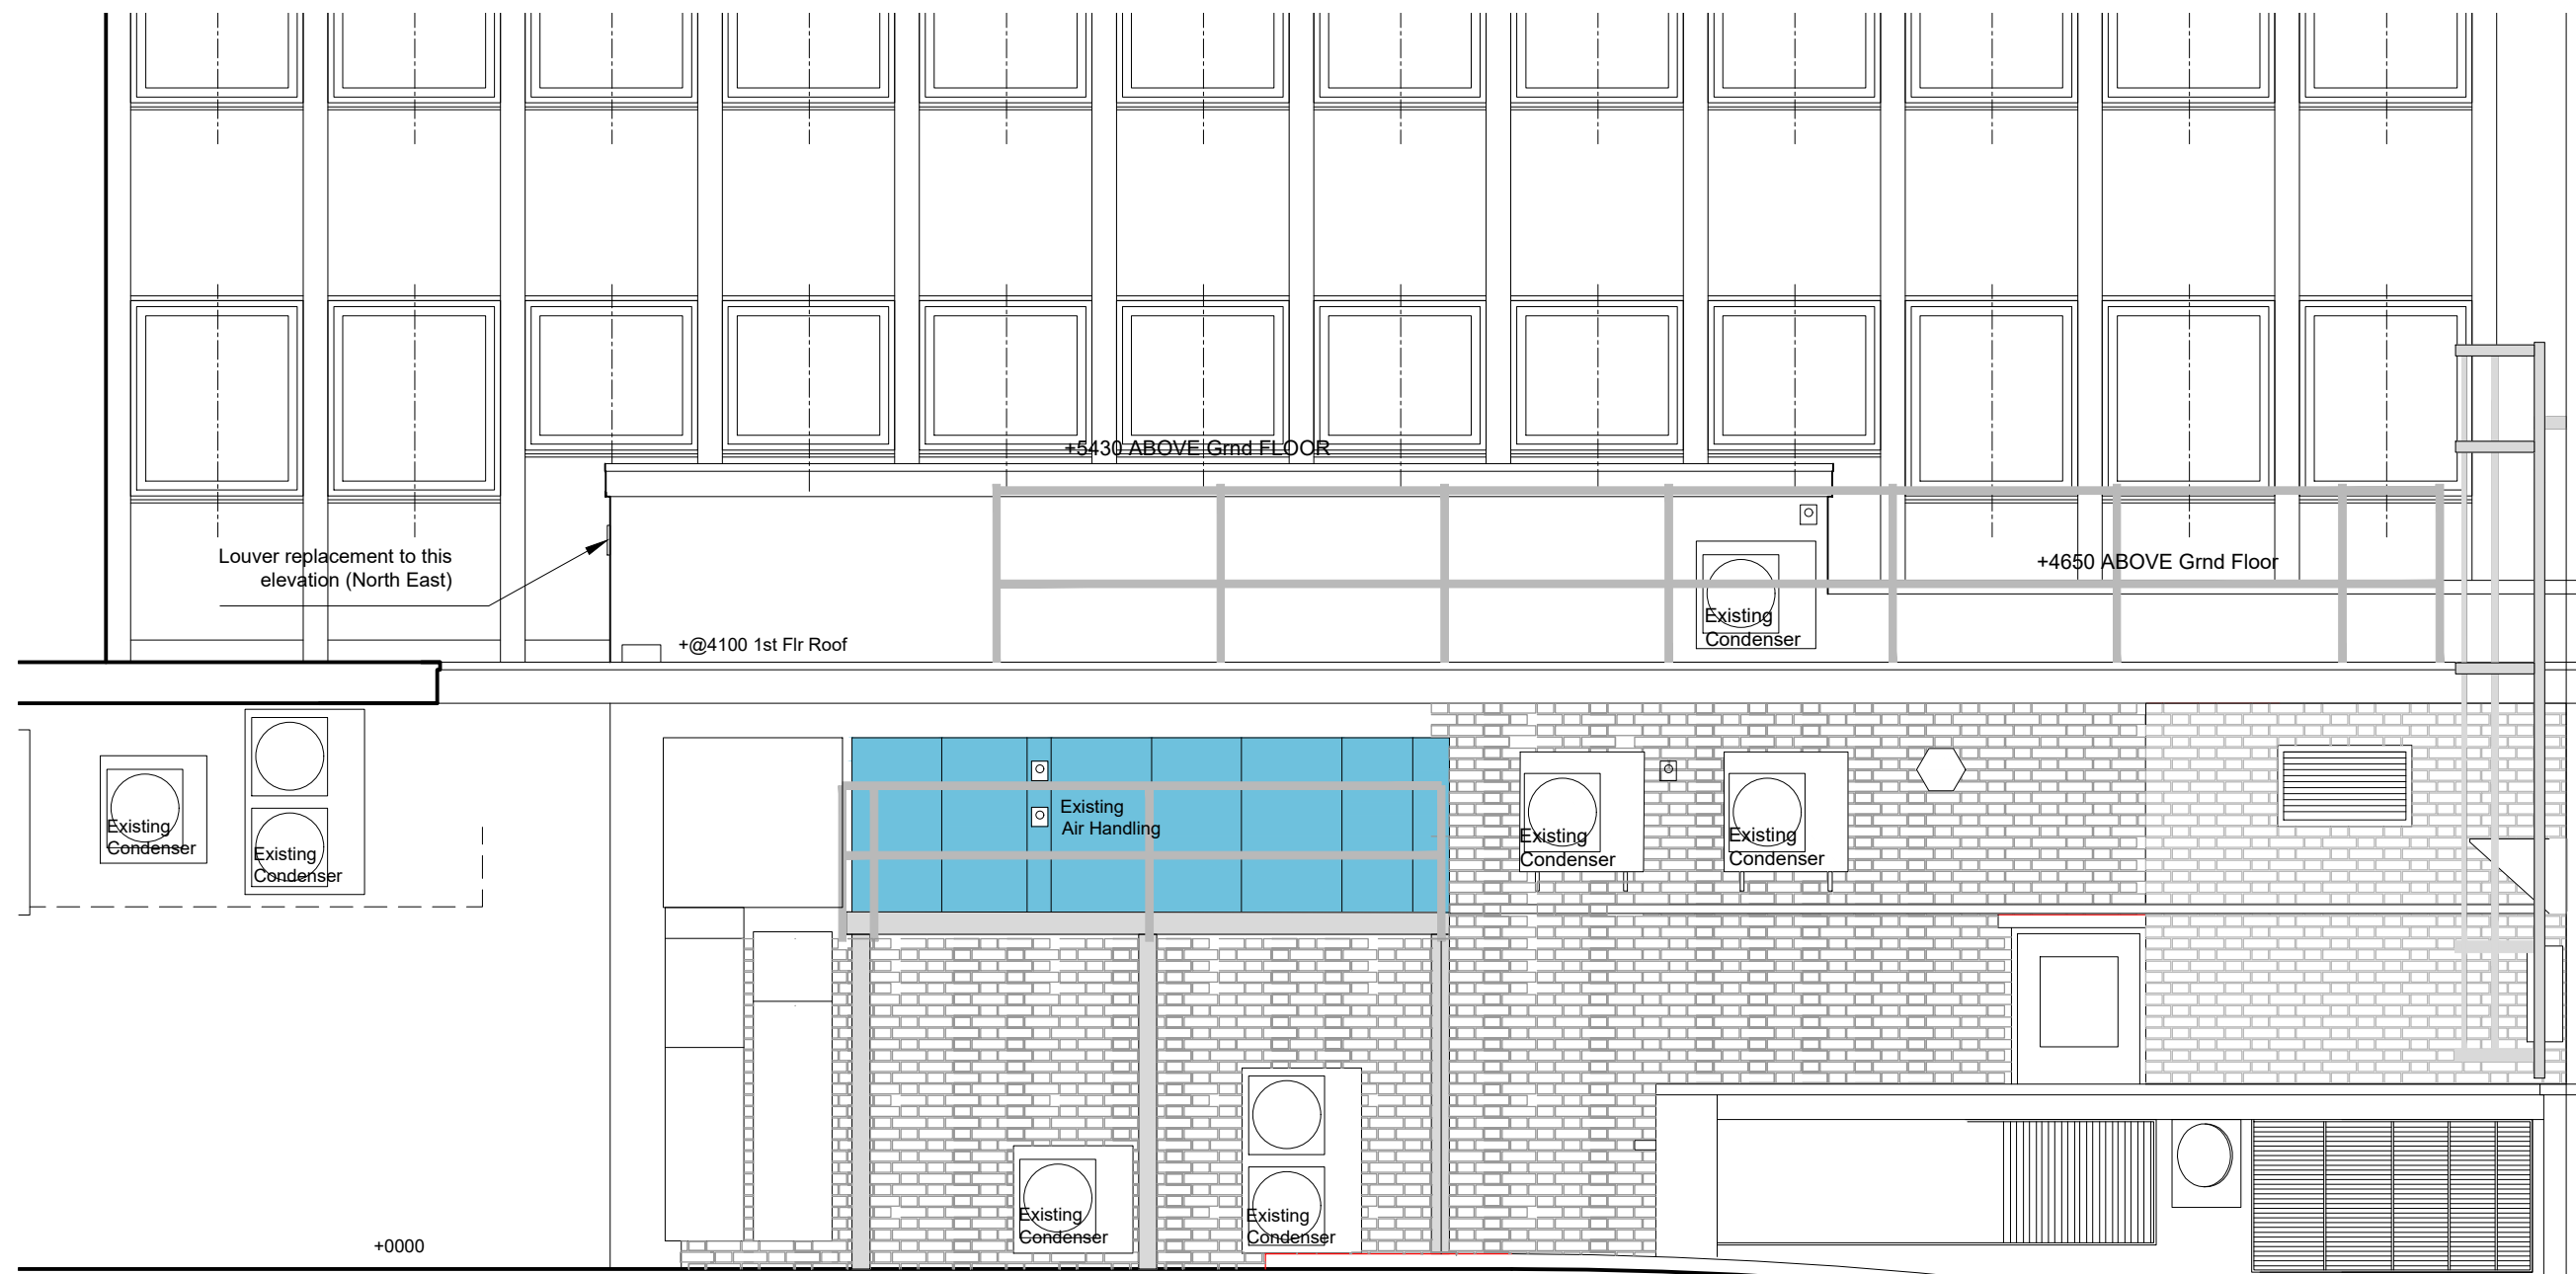 +5430 ABOVE Grnd FLOOR
Louver replacement to this
elevation (North East)
+4650 ABOVE Grnd Floor
Existing
Condenser
+@4100 1st Flr Roof
Existing
Condenser
Existing
Condenser
Existing
Air Handling
Existing
Condenser
Existing
Condenser
Existing
Condenser
Existing
Condenser
+0000